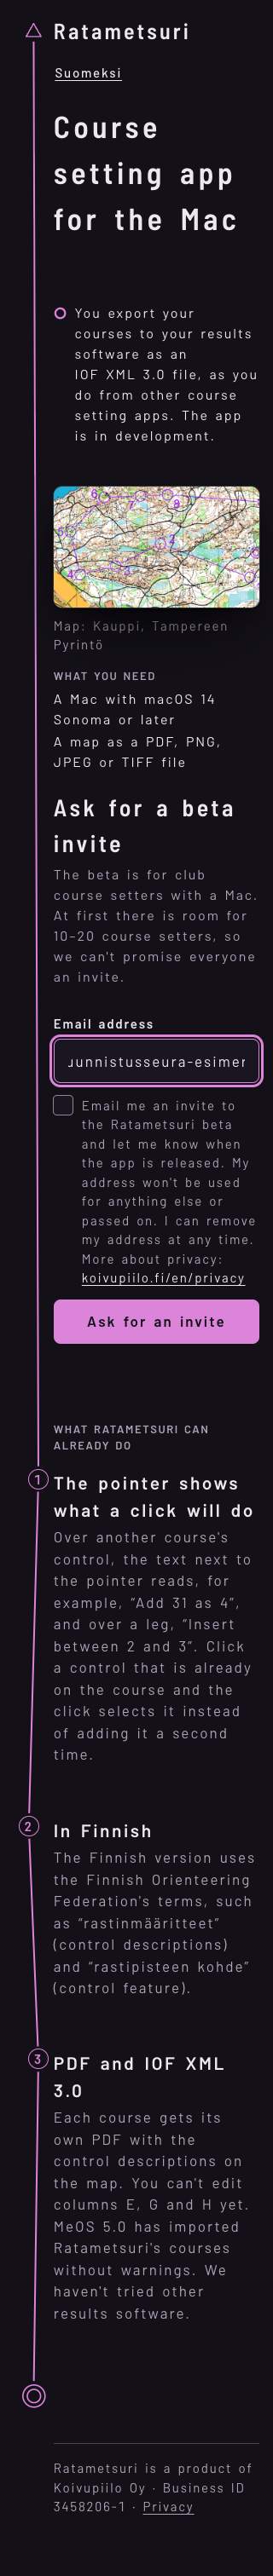 Ratametsuri
Suomeksi
Course
setting app
for the Mac
You export your
courses to your results
software as an
IOF XML 3.0 file, as you
do from other course
setting apps. The app
is in development.
Map: Kauppi, Tampereen
Pyrintö
WHAT YOU NEED
A Mac with macOS 14
Sonoma or later
A map as a PDF, PNG,
JPEG or TIFF file
Ask for a beta
invite
The beta is for club
course setters with a Mac.
At first there is room for
10–20 course setters, so
we can't promise everyone
an invite.
Email address
unnistusseura-esimer
Email me an invite to
the Ratametsuri beta
and let me know when
the app is released. My
address won't be used
for anything else or
passed on. I can remove
my address at any time.
More about privacy:
koivupiilo.fi/en/privacy
Ask for an invite
WHAT RATAMETSURI CAN
ALREADY DO
1 The pointer shows
what a click will do
Over another course's
control, the text next to
the pointer reads, for
example, “Add 31 as 4”,
and over a leg, “Insert
between 2 and 3”. Click
a control that is already
on the course and the
click selects it instead
of adding it a second
time.
2 In Finnish
The Finnish version uses
the Finnish Orienteering
Federation's terms, such
as “rastinmääritteet”
(control descriptions)
and “rastipisteen kohde”
(control feature).
3 PDF and IOF XML
3.0
Each course gets its
own PDF with the
control descriptions on
the map. You can't edit
columns E, G and H yet.
MeOS 5.0 has imported
Ratametsuri's courses
without warnings. We
haven't tried other
results software.
Ratametsuri is a product of
Koivupiilo Oy · Business ID
3458206-1 · Privacy